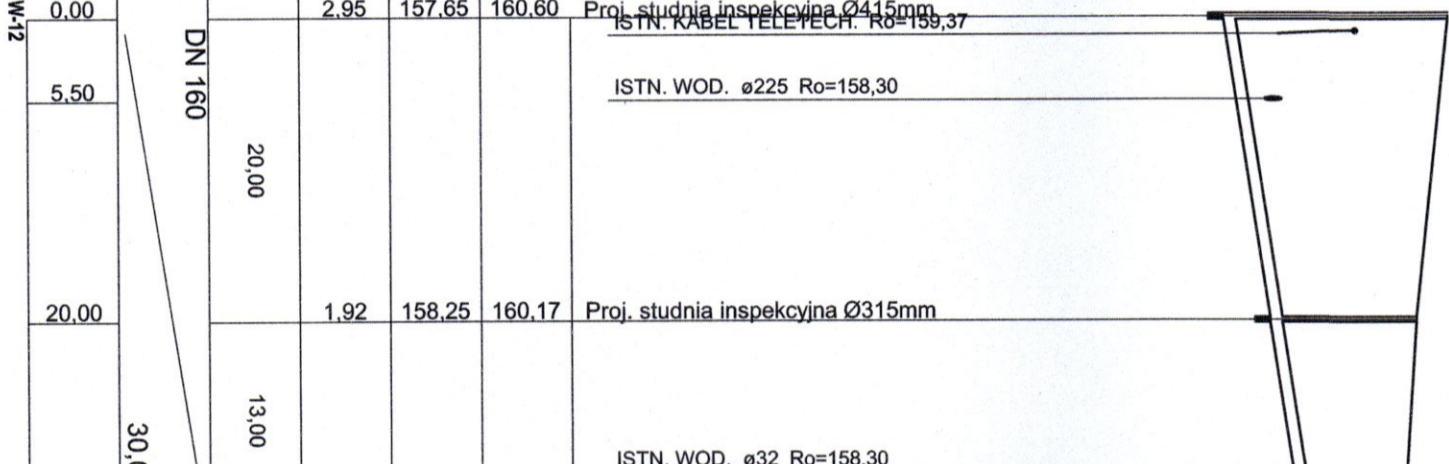 0,00 2,95 157,65 160,60 Proj. studnia inspekcyjna Ø415mm
W-12
ISTN. KABEL TELETECH. Ro=159,37
DN 160
5,50 ISTN. WOD. ø225 Ro=158,30
20,00
20,00 1,92 158,25 160,17 Proj. studnia inspekcyjna Ø315mm
13,00
ISTN. WOD. ø32 Ro=158,30